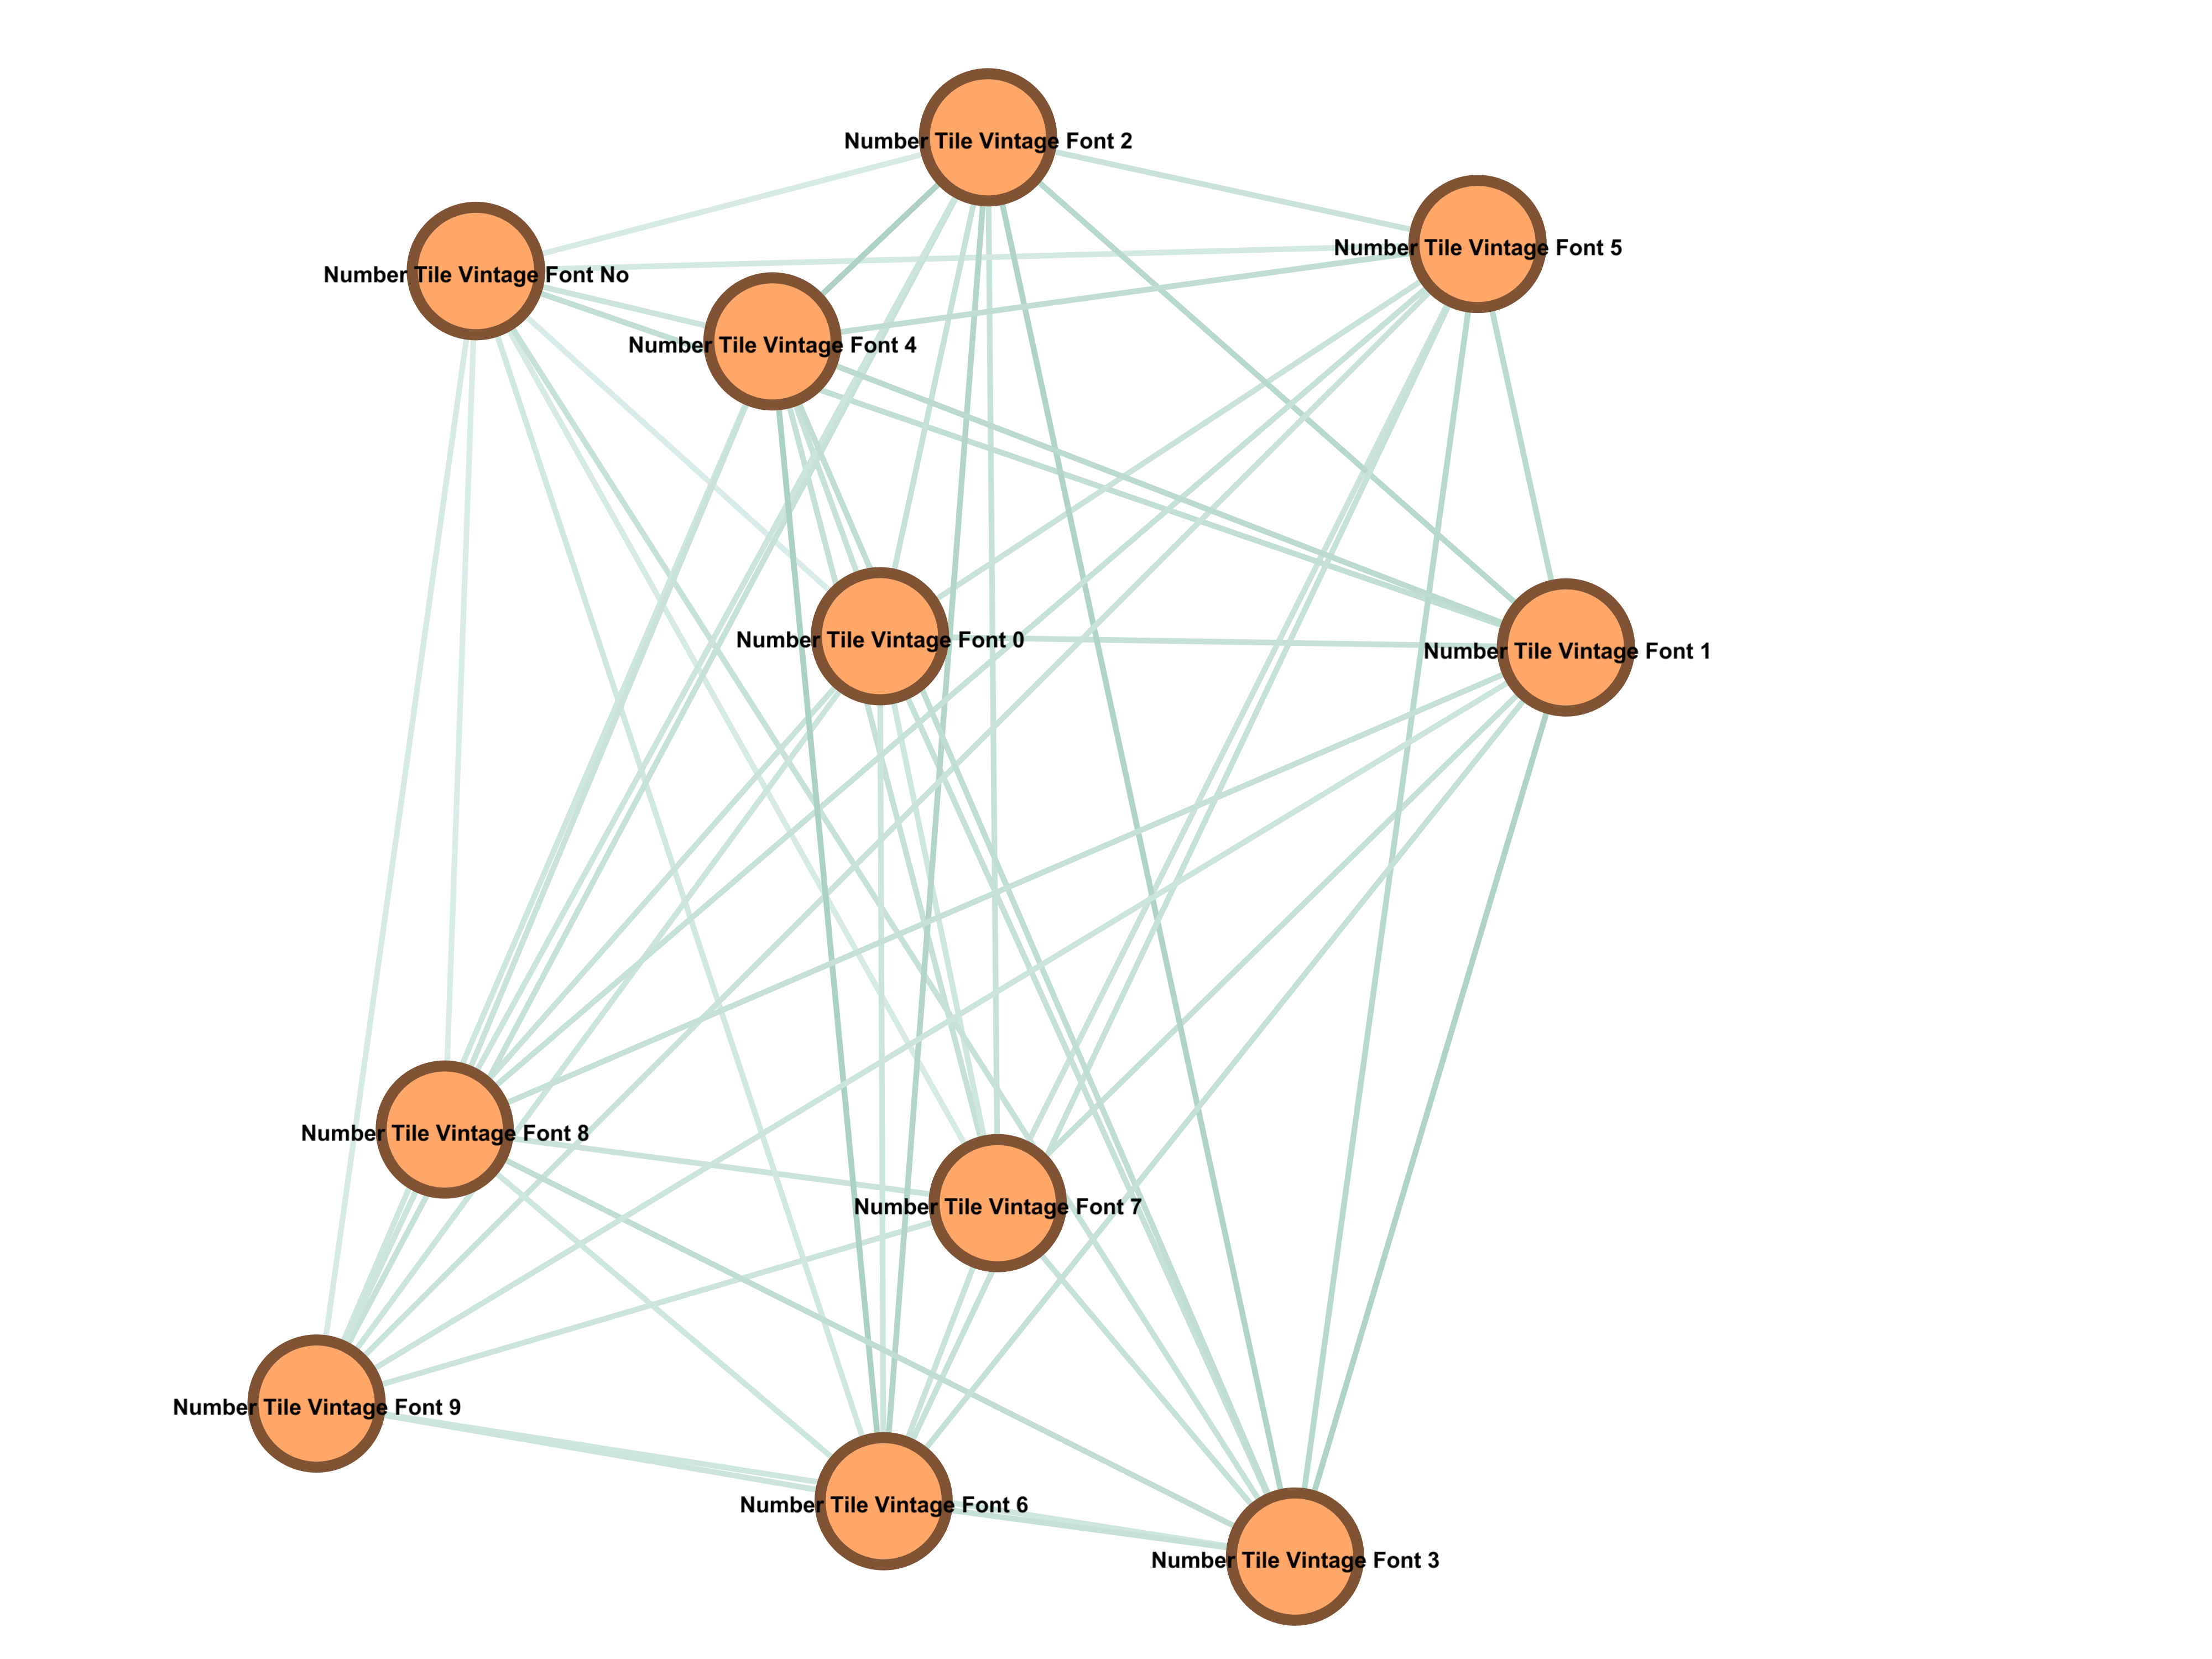 Number Tile Vintage Font 2
Number Tile Vintage Font 5
Number Tile Vintage Font No
Number Tile Vintage Font 4
Number Tile Vintage Font 0
Number Tile Vintage Font 1
Number Tile Vintage Font 8
Number Tile Vintage Font 7
Number Tile Vintage Font 9
Number Tile Vintage Font 6
Number Tile Vintage Font 3